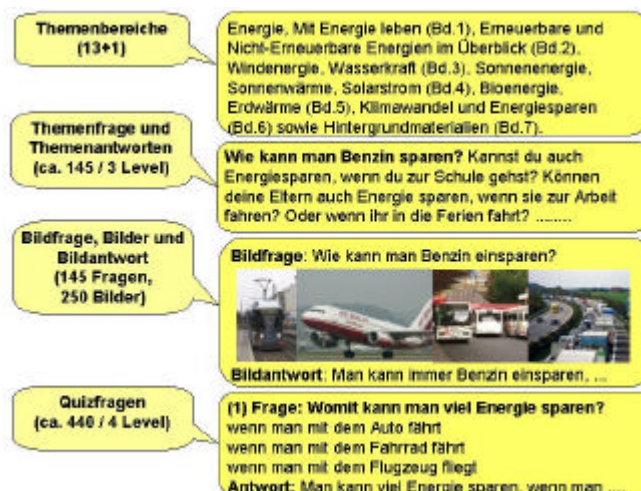 Themenbereiche
(13+1)
Energie, Mit Energie leben (Bd.1), Erneuerbare und
Nicht-Erneuerbare Energien im Überblick (Bd.2),
Windenergie, Wasserkraft (Bd.3), Sonnenenergie,
Sonnenwärme, Solarstrom (Bd.4), Bioenergie,
Erdwärme (Bd.5), Klimawandel und Energiesparen
(Bd.6) sowie Hintergrundmaterialien (Bd.7).
Themenfrage und
Themenantworten
(ca. 145 / 3 Level)
Wie kann man Benzin sparen? Kannst du auch
Energiesparen, wenn du zur Schule gehst? Können
deine Eltern auch Energie sparen, wenn sie zur Arbeit
fahren? Oder wenn ihr in die Ferien fahrt? ........
Bildfrage, Bilder und
Bildantwort
(145 Fragen,
250 Bilder)
Bildfrage: Wie kann man Benzin einsparen?
Bildantwort: Man kann immer Benzin einsparen, ...
Quizfragen
(ca. 440 / 4 Level)
(1) Frage: Womit kann man viel Energie sparen?
wenn man mit dem Auto fährt
wenn man mit dem Fahrrad fährt
wenn man mit dem Flugzeug fliegt
Antwort: Man kann viel Energie sparen, wenn man ....